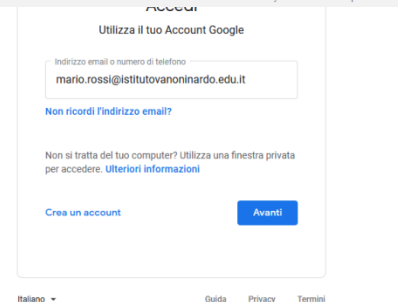 Accedi
Utilizza il tuo Account Google
Indirizzo email o numero di telefono
mario.rossi@istitutovanoninardo.edu.it
Non ricordi l'indirizzo email?
Non si tratta del tuo computer? Utilizza una finestra privata
per accedere. Ulteriori informazioni
Crea un account
Avanti
Italiano
Guida
Privacy
Termini